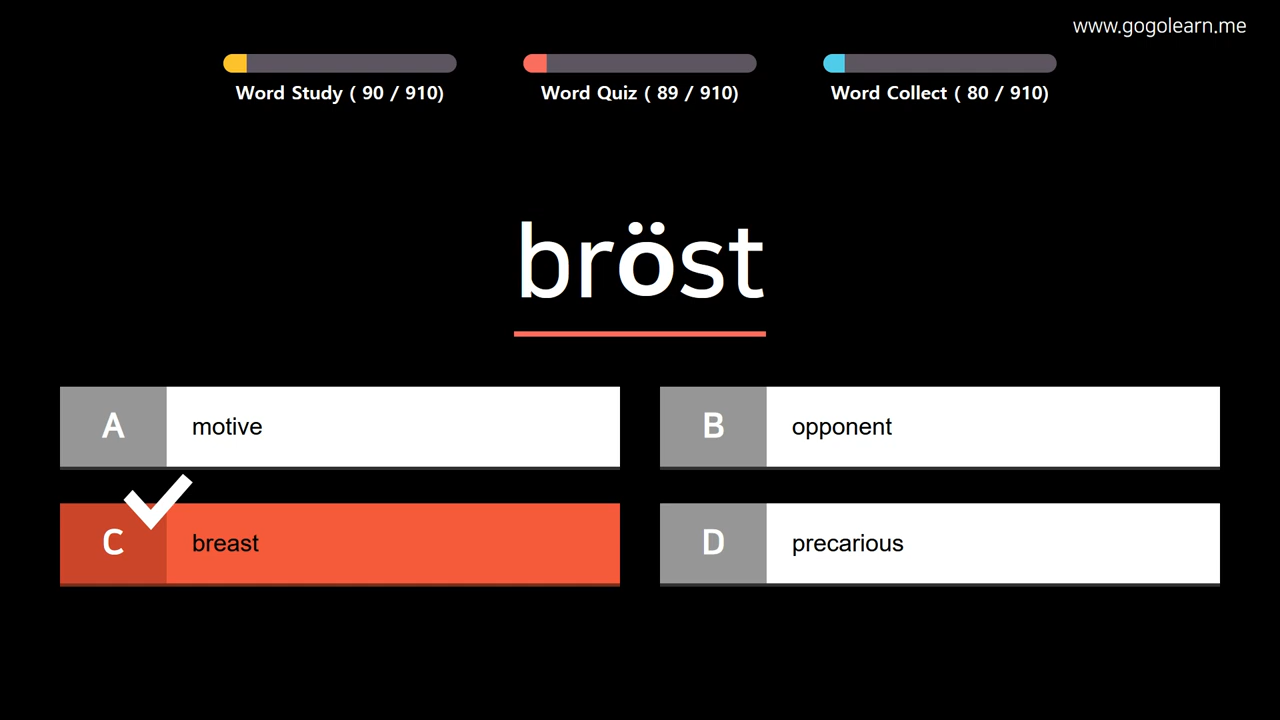 www.gogolearn.me
Word Study ( 90 / 910)
Word Quiz ( 89 / 910)
Word Collect ( 80 / 910)
bröst
A motive
B opponent
C breast
D precarious